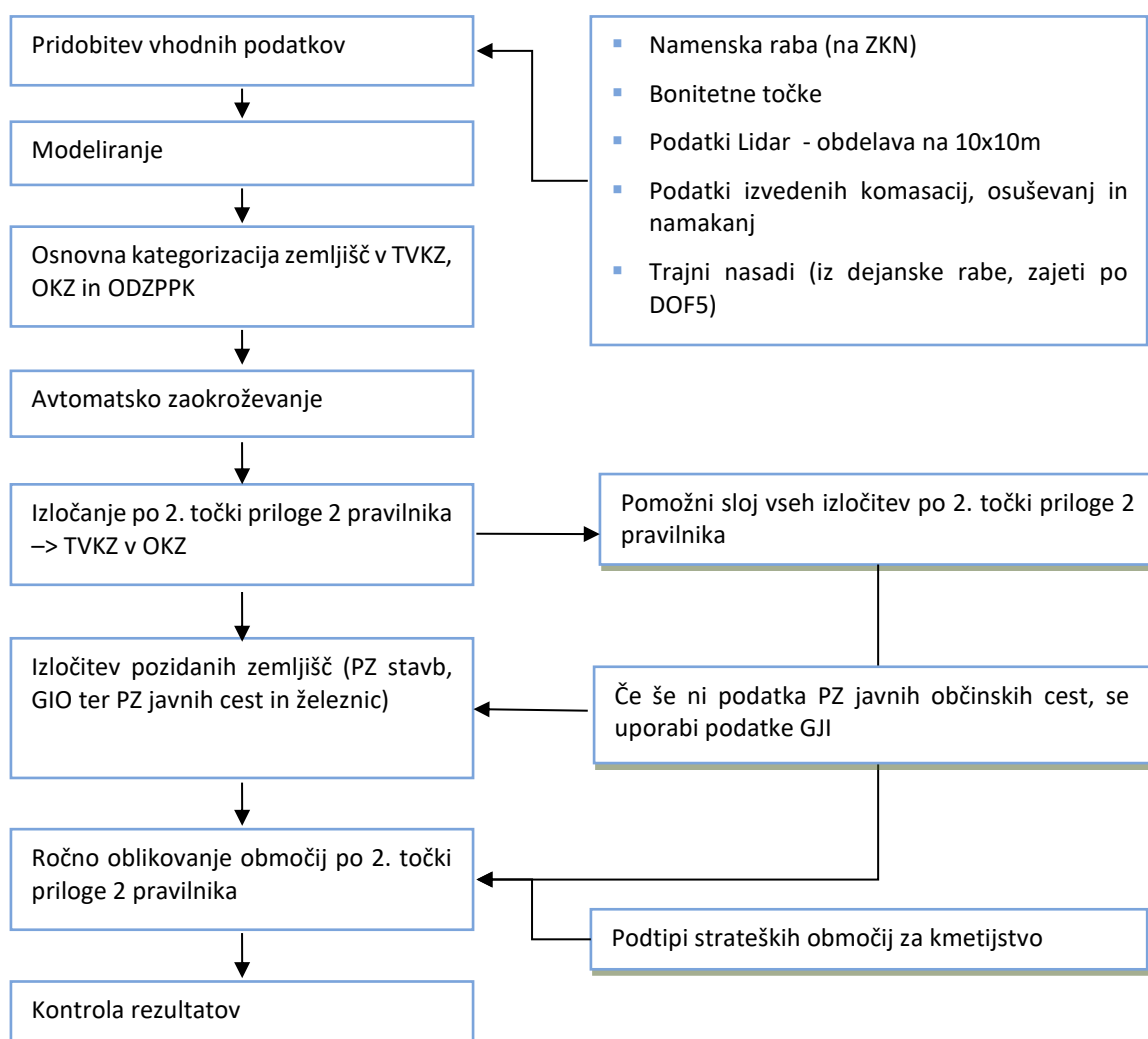 Pridobitev vhodnih podatkov
▪ Namenska raba (na ZKN)
▪ Bonitetne točke
▪ Podatki Lidar - obdelava na 10x10m
▪ Podatki izvedenih komasacij, osuševanj in
namakanj
▪ Trajni nasadi (iz dejanske rabe, zajeti po
DOF5)
Modeliranje
Osnovna kategorizacija zemljišč v TVKZ,
OKZ in ODZPPK
Avtomatsko zaokroževanje
Izločanje po 2. točki priloge 2 pravilnika
–> TVKZ v OKZ
Pomožni sloj vseh izločitev po 2. točki priloge 2
pravilnika
Izločitev pozidanih zemljišč (PZ stavb,
GIO ter PZ javnih cest in železnic)
Če še ni podatka PZ javnih občinskih cest, se
uporabi podatke GJI
Ročno oblikovanje območij po 2. točki
priloge 2 pravilnika
Podtipi strateških območij za kmetijstvo
Kontrola rezultatov